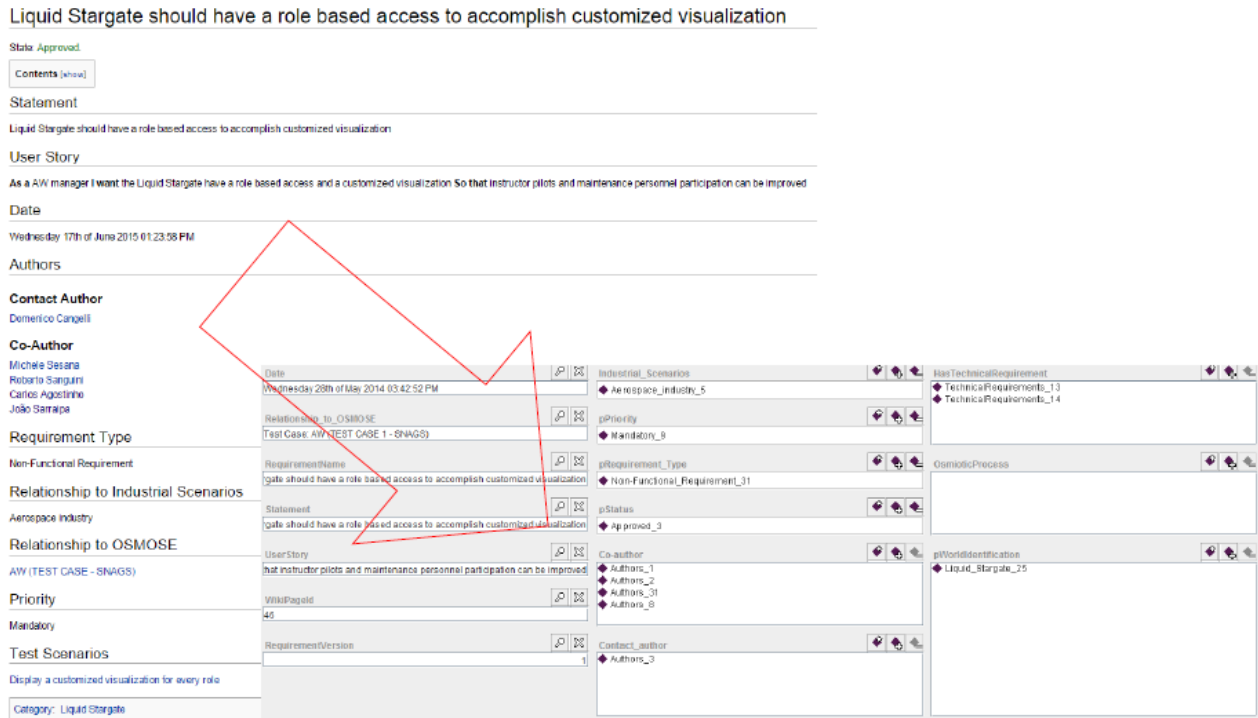 Liquid Stargate should have a role based access to accomplish customized visualization
State: Approved.
Contents [show]
Statement
Liquid Stargate should have a role based access to accomplish customized visualization
User Story
As a AW manager I want the Liquid Stargate have a role based access and a customized visualization So that instructor pilots and maintenance personnel participation can be improved
Date
Wednesday 17th of June 2015 01:23:58 PM
Authors
Contact Author
Domenico Cangelli
Co-Author
Michele Sesana
Roberto Sanguini
Carlos Agostinho
João Sarraipa
Requirement Type
Non-Functional Requirement
Relationship to Industrial Scenarios
Aerospace industry
Relationship to OSMOSE
AW (TEST CASE - SNAGS)
Priority
Mandatory
Test Scenarios
Display a customized visualization for every role
Category: Liquid Stargate
Date
Wednesday 28th of May 2014 03:42:52 PM
Relationship_to_OSMOSE
Test Case: AW (TEST CASE 1 - SNAGS)
RequirementName
gate should have a role based access to accomplish customized visualization
Statement
gate should have a role based access to accomplish customized visualization
UserStory
hat instructor pilots and maintenance personnel participation can be improved
WikiPageId
46
RequirementVersion
1
Industrial_Scenarios
Aerospace_industry_5
pPriority
Mandatory_9
pRequirement_Type
Non-Functional_Requirement_31
pStatus
Approved_3
Co-author
Authors_1
Authors_2
Authors_31
Authors_8
Contact_author
Authors_3
HasTechnicalRequirement
TechnicalRequirements_13
TechnicalRequirements_14
OsmioticProcess
pWorldIdentification
Liquid_Stargate_25